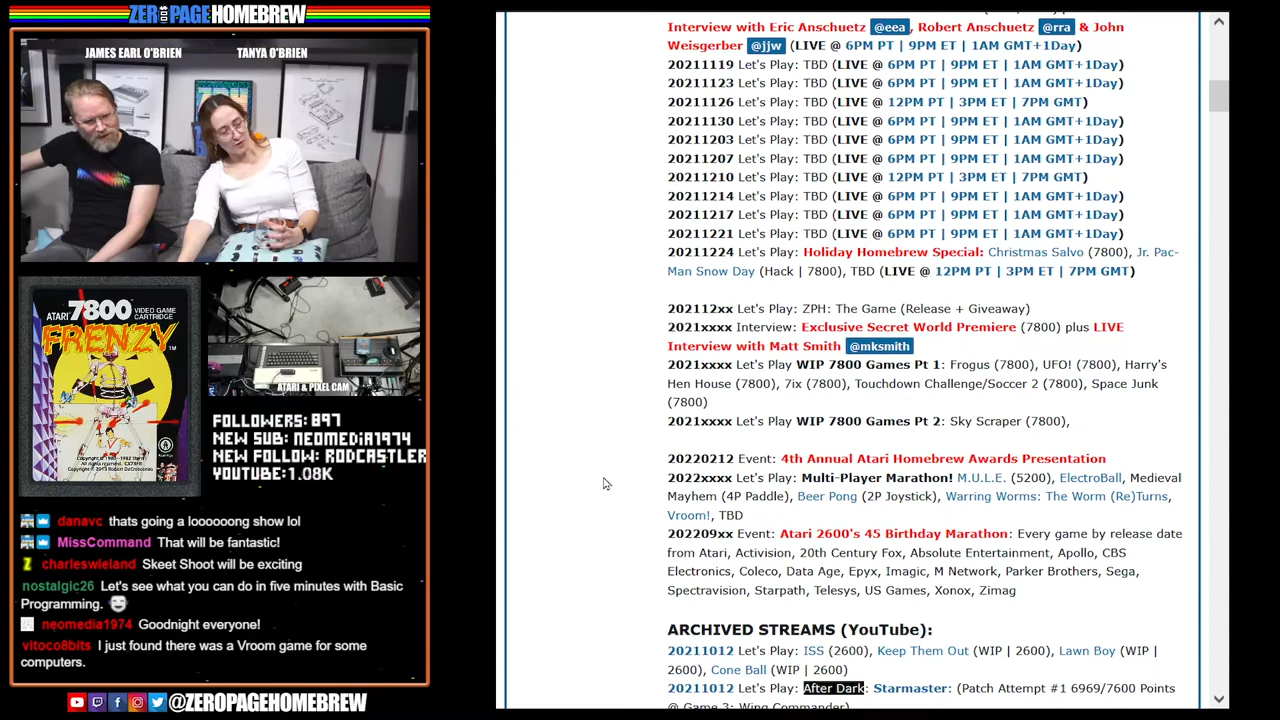 ZERO PAGE HOMEBREW
JAMES EARL O'BRIEN
TANYA O'BRIEN
ATARI 7800 VIDEO GAME CARTRIDGE
FRENZY™
ATARI & PIXEL CAM
FOLLOWERS: 897
NEW SUB: NEOMEDIA1974
NEW FOLLOW: RODCASTLER
YOUTUBE:1.08K
danavc thats going a loooooong show lol
MissCommand That will be fantastic!
charleswieland Skeet Shoot will be exciting
nostalgic26 Let's see what you can do in five minutes with Basic
Programming.
neomedia1974 Goodnight everyone!
vitoco8bits I just found there was a Vroom game for some
computers.
@ZEROPAGEHOMEBREW
Interview with Eric Anschuetz @eea, Robert Anschuetz @rra & John
Weisgerber @jjw (LIVE @ 6PM PT | 9PM ET | 1AM GMT+1Day)
20211119 Let's Play: TBD (LIVE @ 6PM PT | 9PM ET | 1AM GMT+1Day)
20211123 Let's Play: TBD (LIVE @ 6PM PT | 9PM ET | 1AM GMT+1Day)
20211126 Let's Play: TBD (LIVE @ 12PM PT | 3PM ET | 7PM GMT)
20211130 Let's Play: TBD (LIVE @ 6PM PT | 9PM ET | 1AM GMT+1Day)
20211203 Let's Play: TBD (LIVE @ 6PM PT | 9PM ET | 1AM GMT+1Day)
20211207 Let's Play: TBD (LIVE @ 6PM PT | 9PM ET | 1AM GMT+1Day)
20211210 Let's Play: TBD (LIVE @ 12PM PT | 3PM ET | 7PM GMT)
20211214 Let's Play: TBD (LIVE @ 6PM PT | 9PM ET | 1AM GMT+1Day)
20211217 Let's Play: TBD (LIVE @ 6PM PT | 9PM ET | 1AM GMT+1Day)
20211221 Let's Play: TBD (LIVE @ 6PM PT | 9PM ET | 1AM GMT+1Day)
20211224 Let's Play: Holiday Homebrew Special: Christmas Salvo (7800), Jr. Pac-
Man Snow Day (Hack | 7800), TBD (LIVE @ 12PM PT | 3PM ET | 7PM GMT)
202112xx Let's Play: ZPH: The Game (Release + Giveaway)
2021xxxx Interview: Exclusive Secret World Premiere (7800) plus LIVE
Interview with Matt Smith @mksmith
2021xxxx Let's Play WIP 7800 Games Pt 1: Frogus (7800), UFO! (7800), Harry's
Hen House (7800), 7ix (7800), Touchdown Challenge/Soccer 2 (7800), Space Junk
(7800)
2021xxxx Let's Play WIP 7800 Games Pt 2: Sky Scraper (7800),
20220212 Event: 4th Annual Atari Homebrew Awards Presentation
2022xxxx Let's Play: Multi-Player Marathon! M.U.L.E. (5200), ElectroBall, Medieval
Mayhem (4P Paddle), Beer Pong (2P Joystick), Warring Worms: The Worm (Re)Turns,
Vroom!, TBD
202209xx Event: Atari 2600's 45 Birthday Marathon: Every game by release date
from Atari, Activision, 20th Century Fox, Absolute Entertainment, Apollo, CBS
Electronics, Coleco, Data Age, Epyx, Imagic, M Network, Parker Brothers, Sega,
Spectravision, Starpath, Telesys, US Games, Xonox, Zimag
ARCHIVED STREAMS (YouTube):
20211012 Let's Play: ISS (2600), Keep Them Out (WIP | 2600), Lawn Boy (WIP |
2600), Cone Ball (WIP | 2600)
20211012 Let's Play: After Dark: Starmaster: (Patch Attempt #1 6969/7600 Points
@ Game 3: Wing Commander)